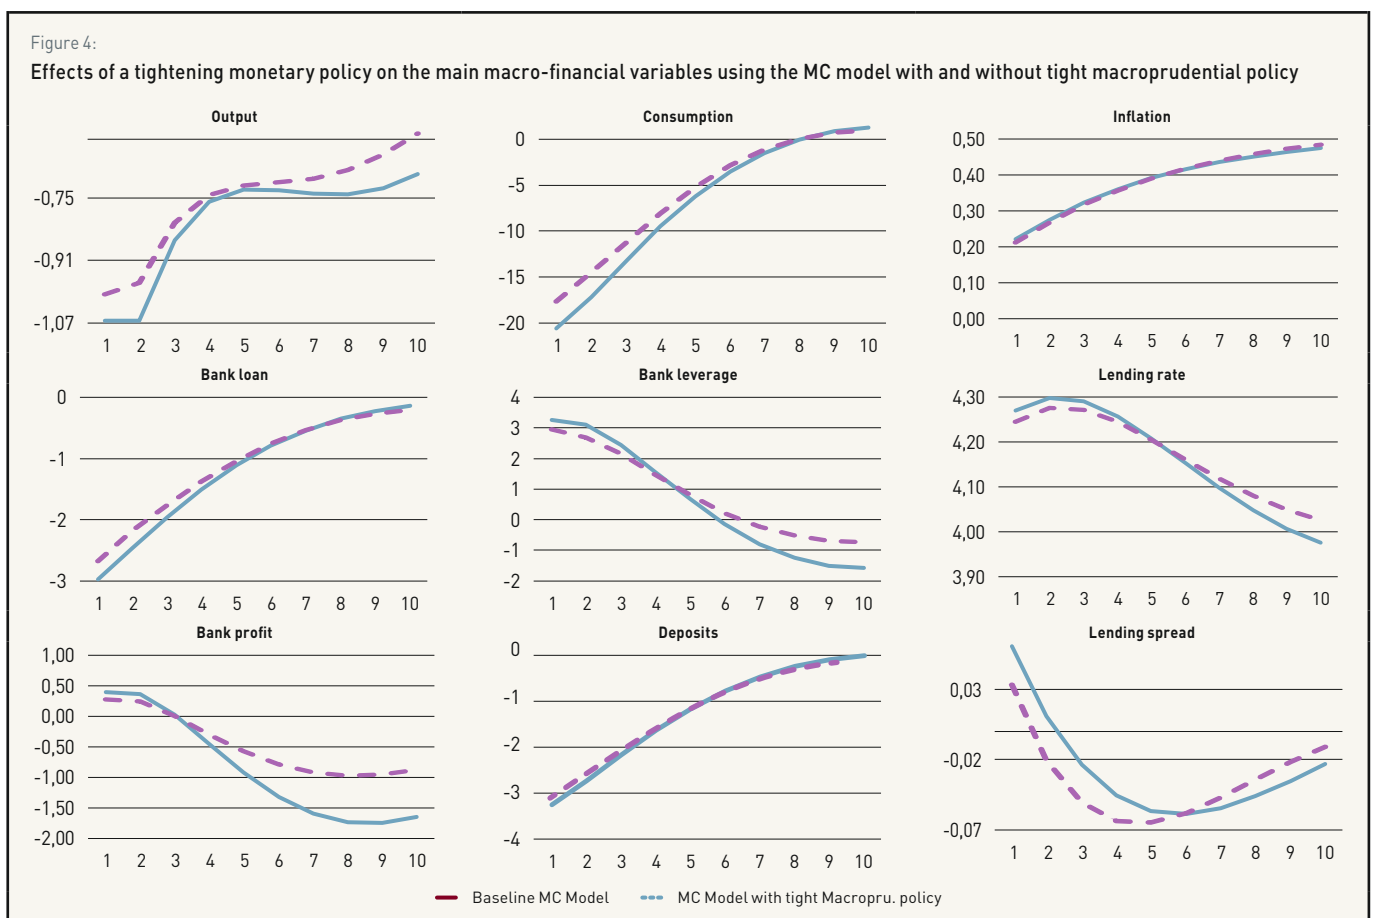 Figure 4:
Effects of a tightening monetary policy on the main macro-financial variables using the MC model with and without tight macroprudential policy
Output
-0,75
-0,91
-1,07
1 2 3 4 5 6 7 8 9 10
Consumption
0
-5
-10
-15
-20
1 2 3 4 5 6 7 8 9 10
Inflation
0,50
0,40
0,30
0,20
0,10
0,00
1 2 3 4 5 6 7 8 9 10
Bank loan
0
-1
-2
-3
1 2 3 4 5 6 7 8 9 10
Bank leverage
4
3
2
1
0
-1
-2
1 2 3 4 5 6 7 8 9 10
Lending rate
4,30
4,20
4,10
4,00
3,90
1 2 3 4 5 6 7 8 9 10
Bank profit
1,00
0,50
0,00
-0,50
-1,00
-1,50
-2,00
1 2 3 4 5 6 7 8 9 10
Deposits
0
-1
-2
-3
-4
1 2 3 4 5 6 7 8 9 10
Lending spread
0,03
-0,02
-0,07
1 2 3 4 5 6 7 8 9 10
Baseline MC Model
MC Model with tight Macropru. policy